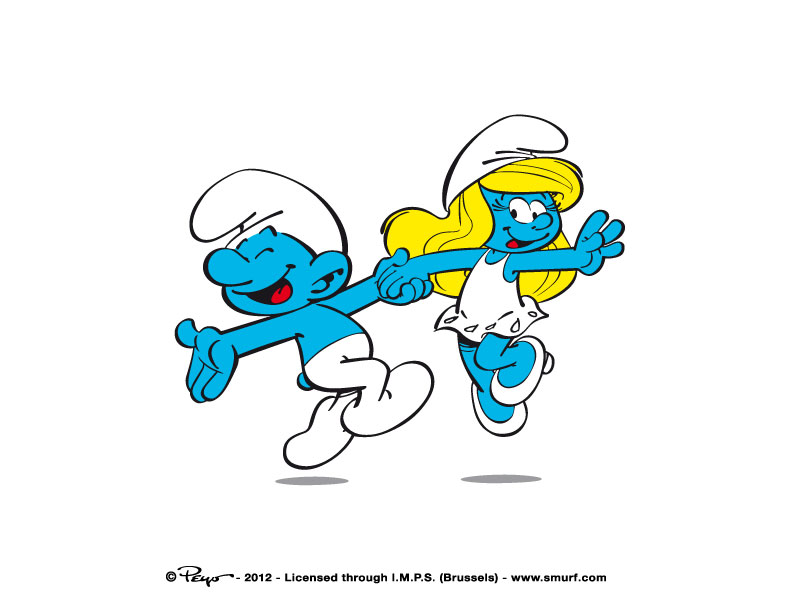 © Peyo - 2012 - Licensed through I.M.P.S. (Brussels) - www.smurf.com